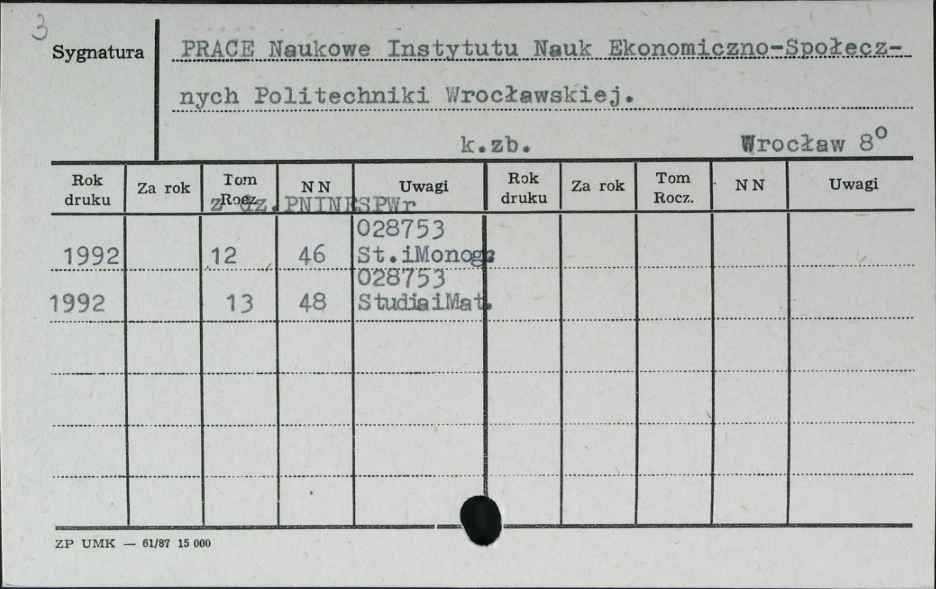 3
Sygnatura
PRACE Naukowe Instytutu Nauk Ekonomiczno-Społecz-
nych Politechniki Wrocławskiej.
k.zb. Wrocław 8°
Rok druku Za rok Tom Rocz. NN Uwagi Rok druku Za rok Tom Rocz. NN Uwagi
z dz.PNINESPWr
028753
1992 12 46 St.iMonogr
028753
1992 13 48 StudiaiMat.
ZP UMK — 61/87 15 000